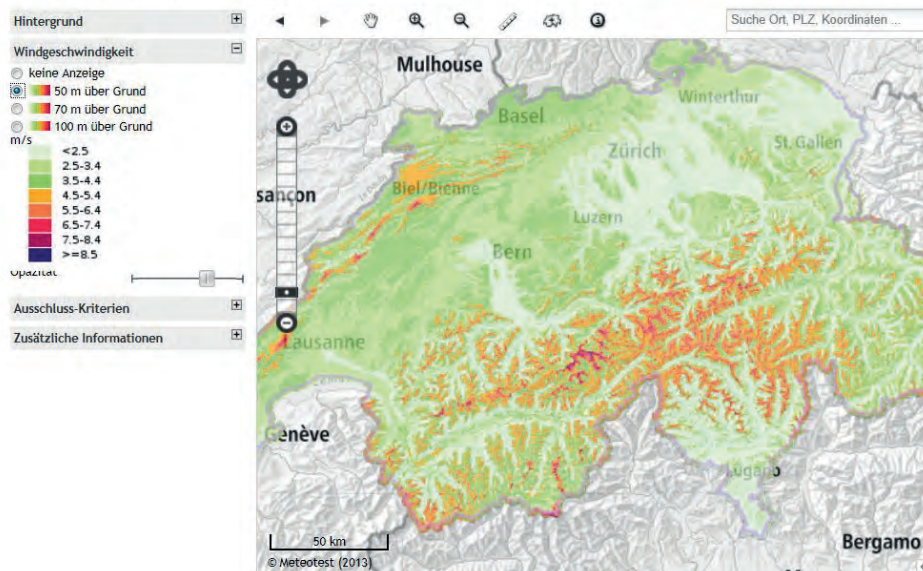 Hintergrund
Windgeschwindigkeit
keine Anzeige
50 m über Grund
70 m über Grund
100 m über Grund
m/s
<2.5
2.5-3.4
3.5-4.4
4.5-5.4
5.5-6.4
6.5-7.4
7.5-8.4
>=8.5
Opazität
Ausschluss-Kriterien
Zusätzliche Informationen
Suche Ort, PLZ, Koordinaten ...
Mulhouse
Basel
Winterthur
Zürich
St. Gallen
sançon
Biel/Bienne
Luzern
Bern
Lausanne
Genève
Lugano
Bergamo
50 km
© Meteotest (2013)